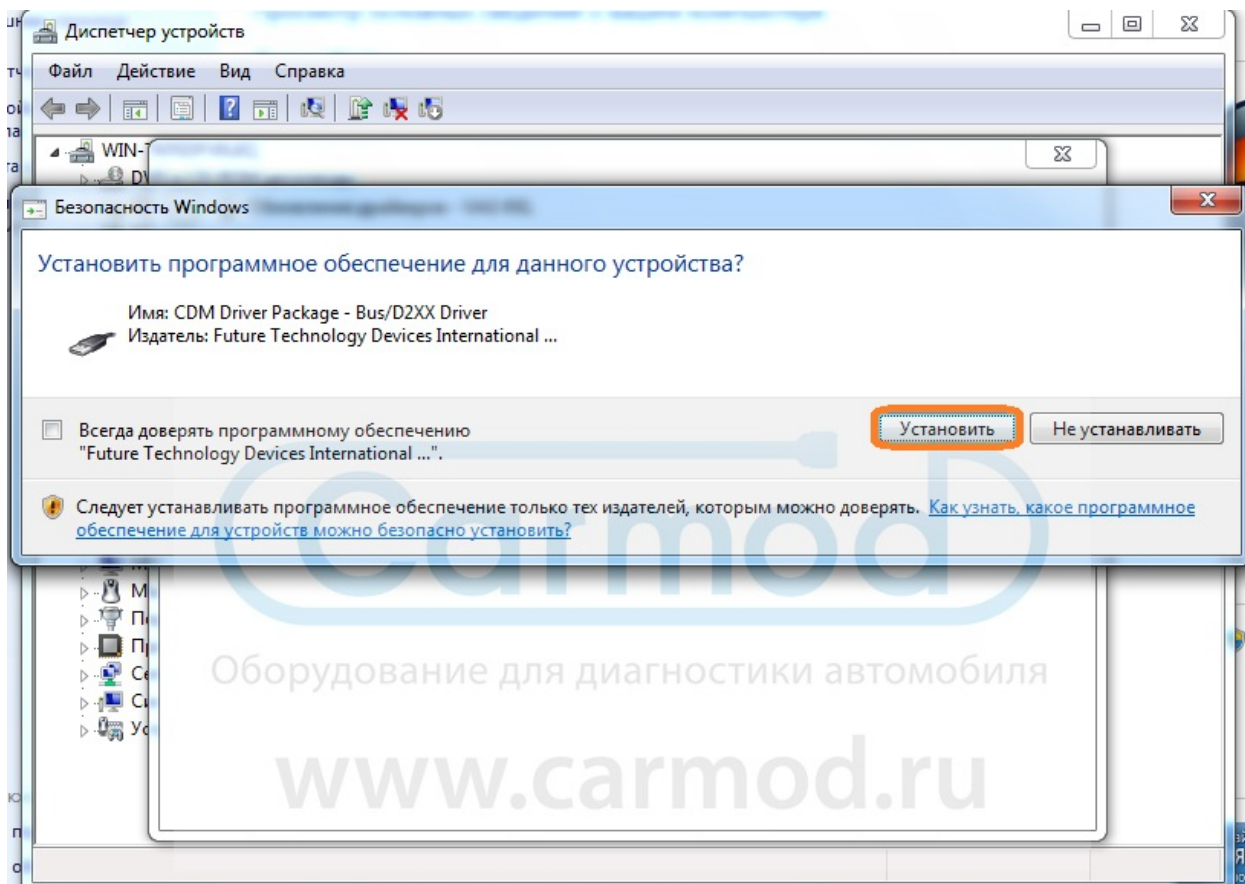 Диспетчер устройств
Файл Действие Вид Справка
WIN-
Безопасность Windows
Установить программное обеспечение для данного устройства?
Имя: CDM Driver Package - Bus/D2XX Driver
Издатель: Future Technology Devices International ...
Всегда доверять программному обеспечению
"Future Technology Devices International ...".
Установить Не устанавливать
Следует устанавливать программное обеспечение только тех издателей, которым можно доверять. Как узнать, какое программное
обеспечение для устройств можно безопасно установить?
Carmod
Оборудование для диагностики автомобиля
www.carmod.ru